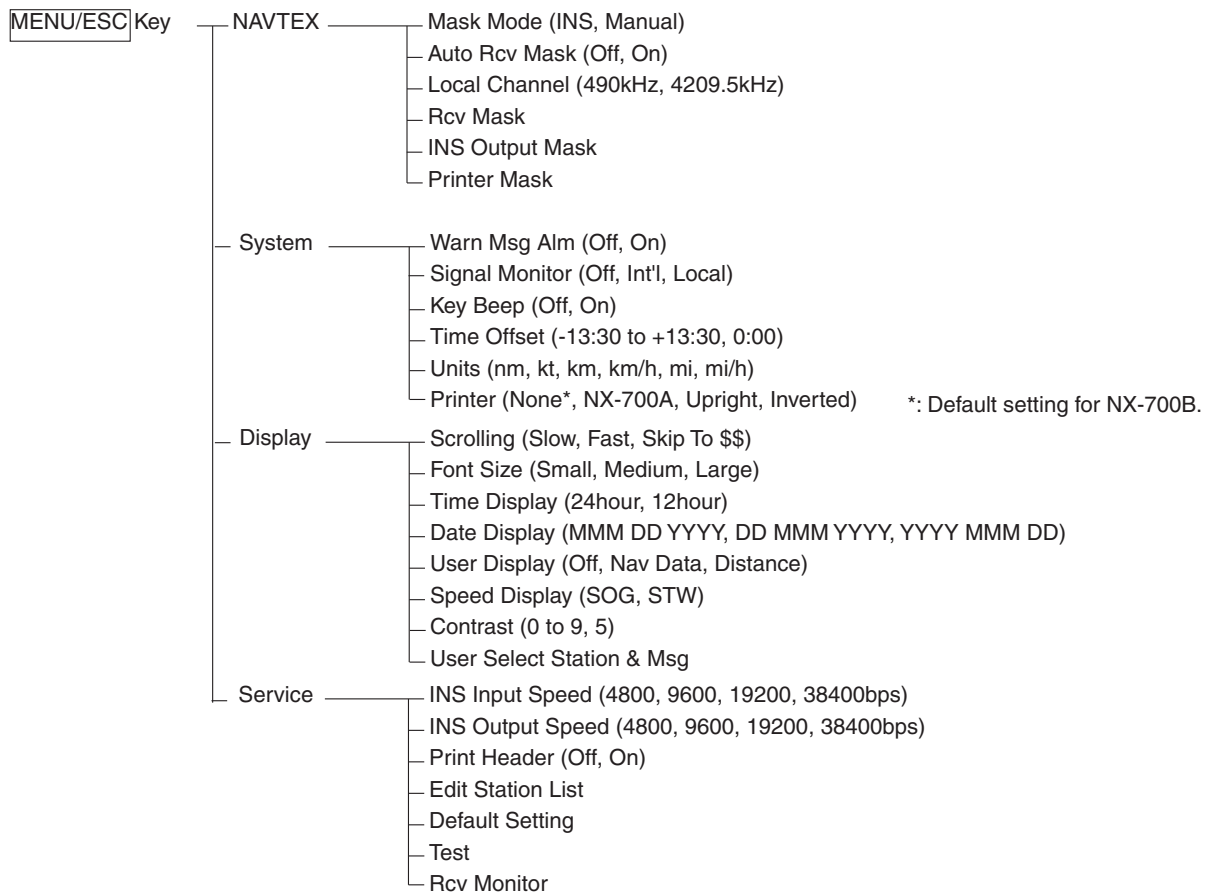 MENU/ESC Key
NAVTEX
Mask Mode (INS, Manual)
Auto Rcv Mask (Off, On)
Local Channel (490kHz, 4209.5kHz)
Rcv Mask
INS Output Mask
Printer Mask
System
Warn Msg Alm (Off, On)
Signal Monitor (Off, Int'l, Local)
Key Beep (Off, On)
Time Offset (-13:30 to +13:30, 0:00)
Units (nm, kt, km, km/h, mi, mi/h)
Printer (None*, NX-700A, Upright, Inverted)
*: Default setting for NX-700B.
Display
Scrolling (Slow, Fast, Skip To $$)
Font Size (Small, Medium, Large)
Time Display (24hour, 12hour)
Date Display (MMM DD YYYY, DD MMM YYYY, YYYY MMM DD)
User Display (Off, Nav Data, Distance)
Speed Display (SOG, STW)
Contrast (0 to 9, 5)
User Select Station & Msg
Service
INS Input Speed (4800, 9600, 19200, 38400bps)
INS Output Speed (4800, 9600, 19200, 38400bps)
Print Header (Off, On)
Edit Station List
Default Setting
Test
Rcv Monitor